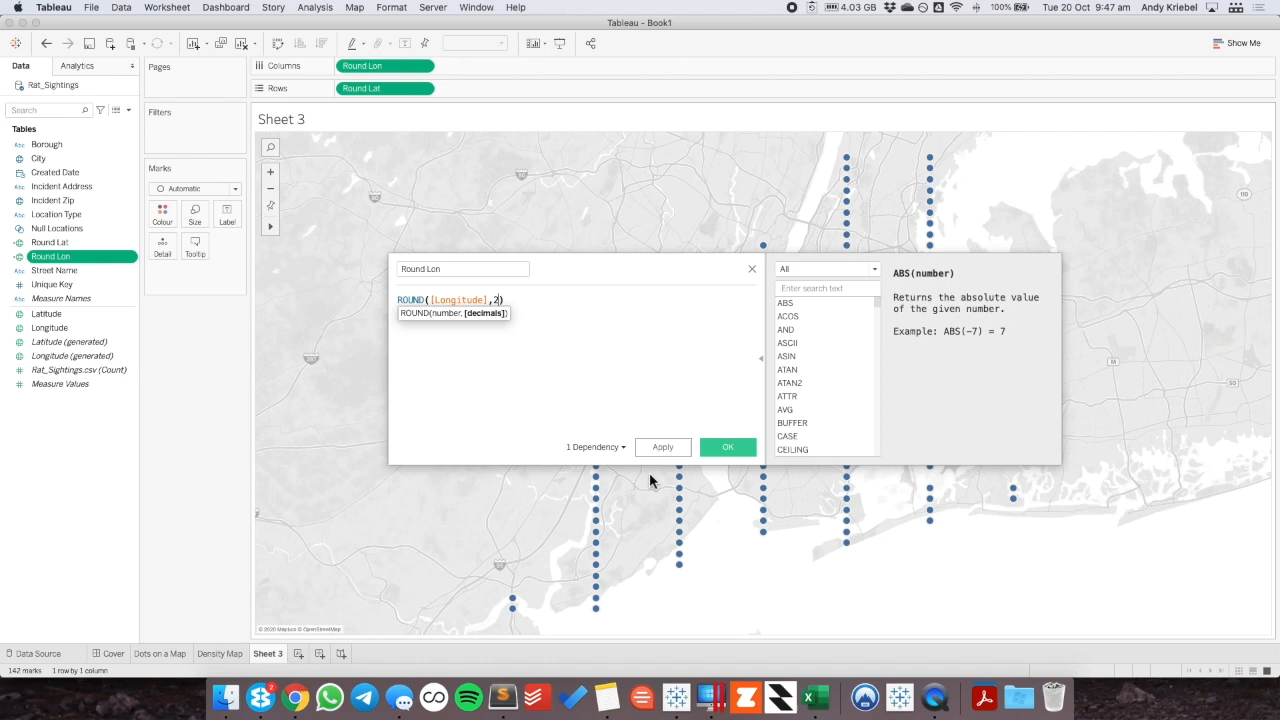 Tableau File Data Worksheet Dashboard Story Analysis Map Format Server Window Help 4.03 GB 100% Tue 20 Oct 9:47 am Andy Kriebel
Tableau - Book1
Show Me
Data Analytics
Pages
Columns Round Lon
Rat_Sightings
Rows Round Lat
Search
Filters
Sheet 3
Tables
Abc Borough
City
Created Date
Abc Incident Address
Incident Zip
Abc Location Type
Null Locations
Round Lat
Round Lon
Abc Street Name
Unique Key
Abc Measure Names
Latitude
Longitude
Latitude (generated)
Longitude (generated)
Rat_Sightings.csv (Count)
Measure Values
Marks
Automatic
Colour Size Label
Detail Tooltip
Round Lon
ROUND([Longitude],2)
ROUND(number, [decimals])
1 Dependency Apply OK
All
Enter search text
ABS
ACOS
AND
ASCII
ASIN
ATAN
ATAN2
ATTR
AVG
BUFFER
CASE
CEILING
ABS(number)
Returns the absolute value
of the given number.
Example: ABS(-7) = 7
© 2020 Mapbox © OpenStreetMap
Data Source Cover Dots on a Map Density Map Sheet 3
142 marks 1 row by 1 column